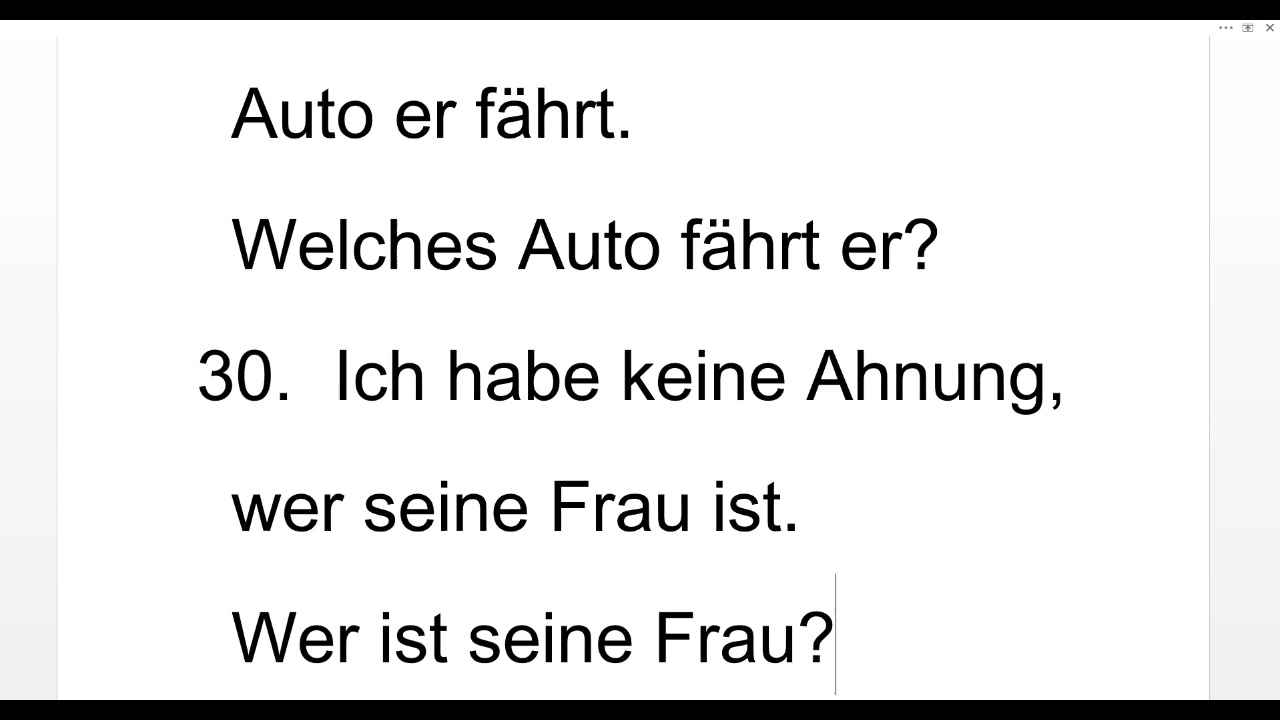 Auto er fährt.
Welches Auto fährt er?
30. Ich habe keine Ahnung,
wer seine Frau ist.
Wer ist seine Frau?